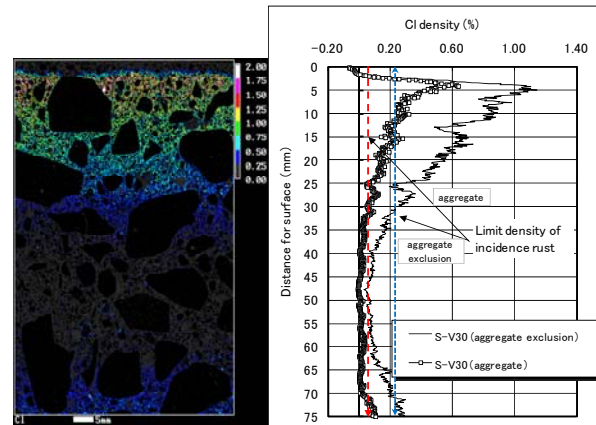 2.00
1.75
1.50
1.25
1.00
0.75
0.50
0.25
0.00
Cl
5mm
Cl density (%)
-0.20 0.20 0.60 1.00 1.40
Distance for surface (mm)
0
5
10
15
20
25
30
35
40
45
50
55
60
65
70
75
aggregate
aggregate
exclusion
Limit density of
incidence rust
S-V30 (aggregate exclusion)
S-V30 (aggregate)